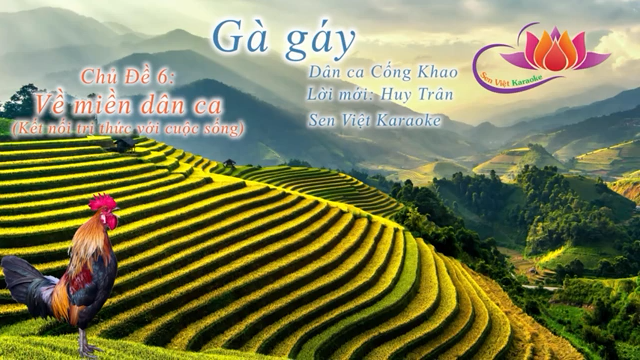 Gà gáy
Dân ca Cống Khao
Lời mới: Huy Trân
Sen Việt Karaoke
Chủ Đề 6:
Về miền dân ca
(Kết nối tri thức với cuộc sống)
Sen Việt Karaoke